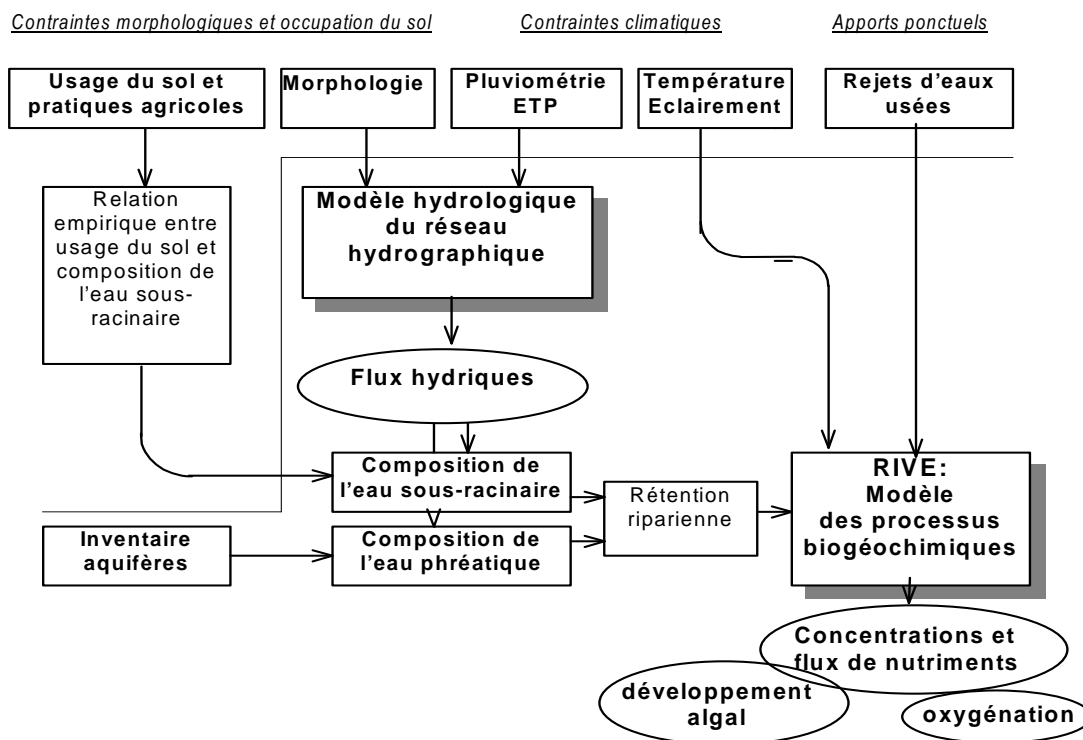 Contraintes morphologiques et occupation du sol
Contraintes climatiques
Apports ponctuels
Usage du sol et
pratiques agricoles
Morphologie
Pluviométrie
ETP
Température
Eclairement
Rejets d'eaux
usées
Relation
empirique entre
usage du sol et
composition de
l'eau sous-
racinaire
Modèle hydrologique
du réseau
hydrographique
Flux hydriques
Composition de
l'eau sous-racinaire
Rétention
riparienne
RIVE:
Modèle
des processus
biogéochimiques
Inventaire
aquifères
Composition de
l'eau phréatique
Concentrations et
flux de nutriments
développement
algal
oxygénation